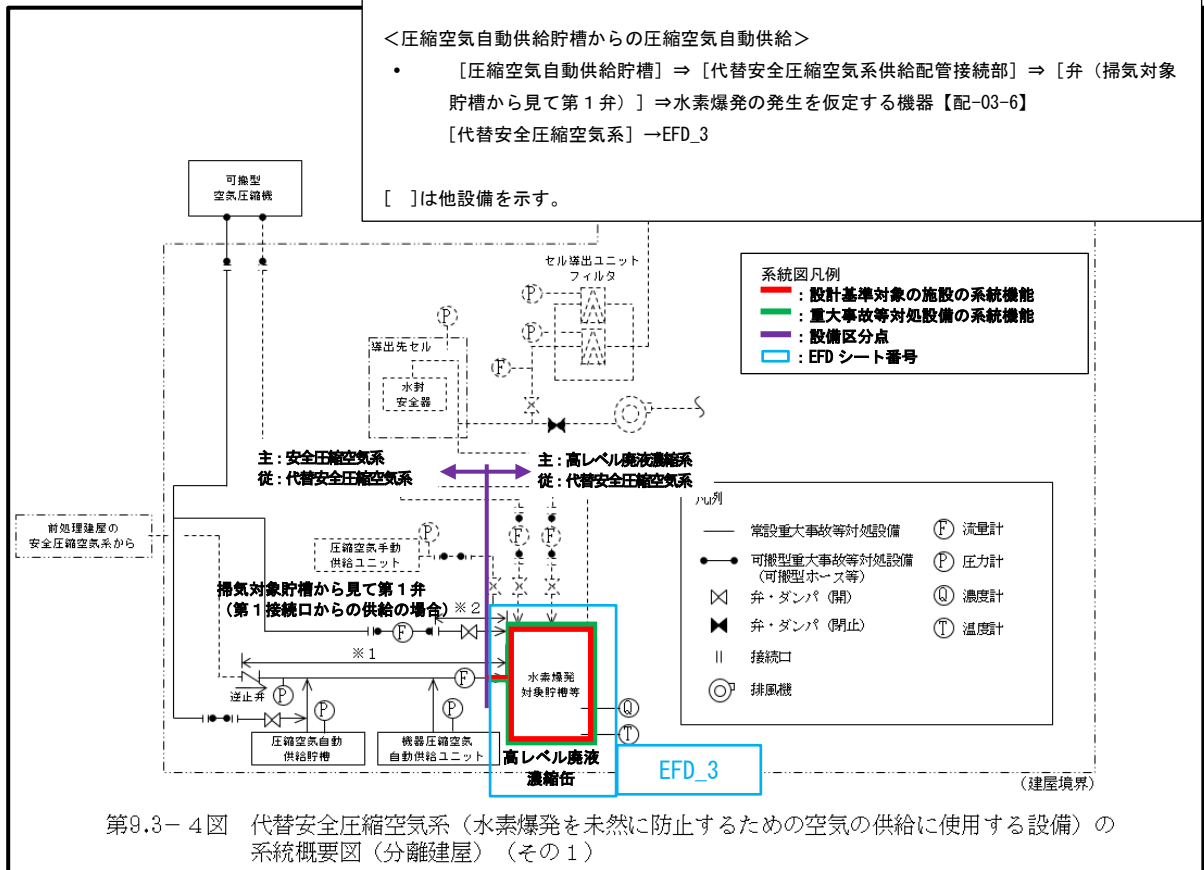 ＜圧縮空気自動供給貯槽からの圧縮空気自動供給＞
・ ［圧縮空気自動供給貯槽］⇒［代替安全圧縮空気系供給配管接続部］⇒［弁（掃気対象
貯槽から見て第１弁）］⇒水素爆発の発生を仮定する機器【配-03-6】
［代替安全圧縮空気系］→EFD_3
［ ］は他設備を示す。
可搬型
空気圧縮機
セル導出ユニット
フィルタ
P
P
P
F
導出先セル
水封
安全器
系統図凡例
：設計基準対象の施設の系統機能
：重大事故等対処設備の系統機能
：設備区分点
：EFD シート番号
主：安全圧縮空気系
従：代替安全圧縮空気系
主：高レベル廃液濃縮系
従：代替安全圧縮空気系
前処理建屋の
安全圧縮空気系から
圧縮空気手動
供給ユニット
P
F
F
掃気対象貯槽から見て第１弁
（第１接続口からの供給の場合）
※２
F
※１
逆止弁
P
P
P
F
圧縮空気自動
供給貯槽
機器圧縮空気
自動供給ユニット
水素爆発
対象貯槽等
Q
T
高レベル廃液
濃縮缶
EFD_3
凡例
常設重大事故等対処設備
可搬型重大事故等対処設備
（可搬型ホース等）
弁・ダンパ（開）
弁・ダンパ（閉止）
接続口
排風機
F 流量計
P 圧力計
Q 濃度計
T 温度計
（建屋境界）
第9.3－４図 代替安全圧縮空気系（水素爆発を未然に防止するための空気の供給に使用する設備）の
系統概要図（分離建屋）（その１）